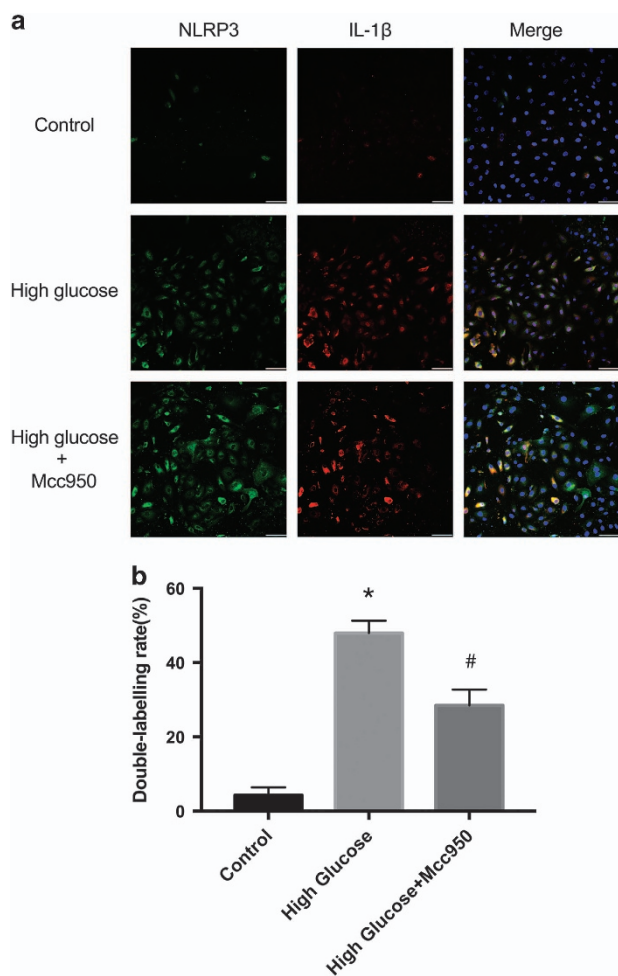 a
NLRP3 IL-1β Merge
Control
High glucose
High glucose
+
Mcc950
b
60
40
20
0
Double-labelling rate(%)
*
#
Control
High Glucose
High Glucose+Mcc950